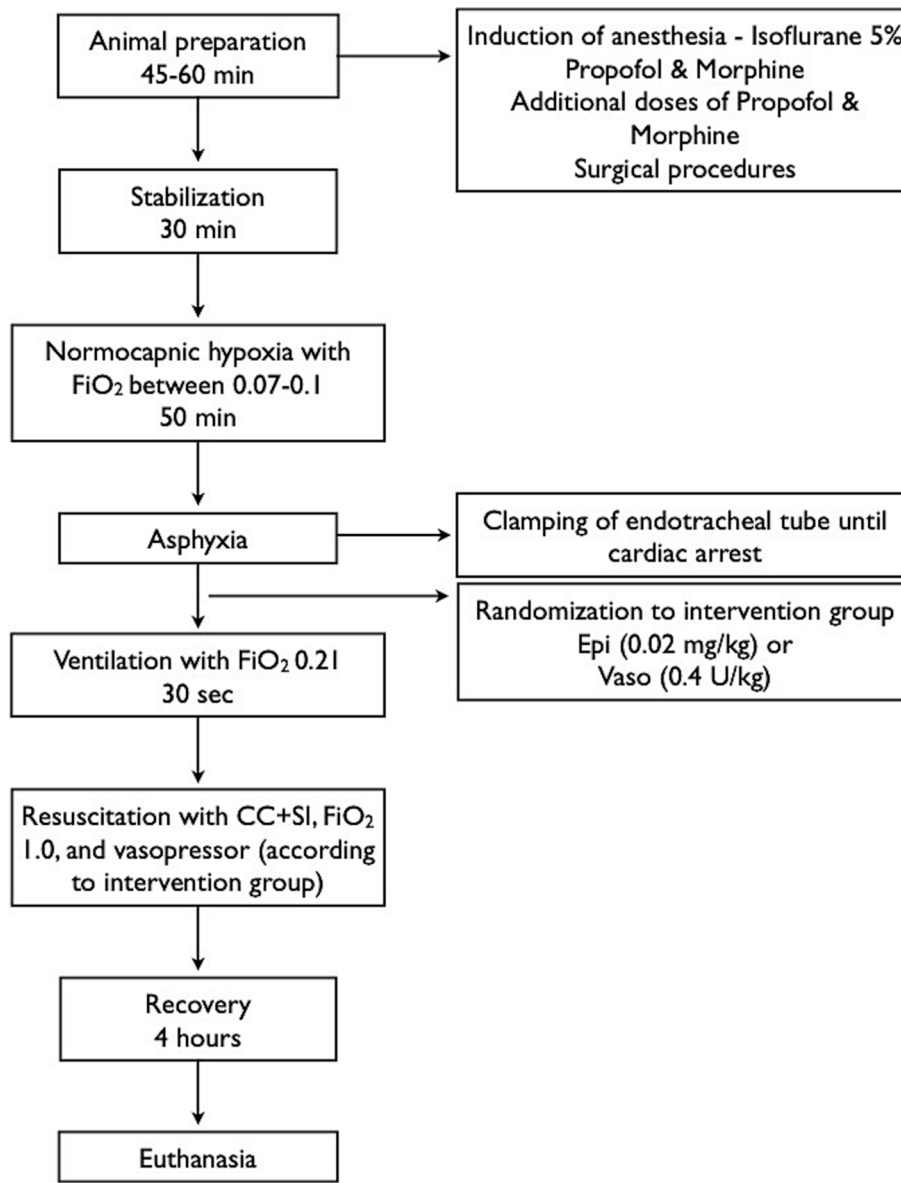 Animal preparation
45-60 min
Induction of anesthesia - Isoflurane 5%
Propofol & Morphine
Additional doses of Propofol &
Morphine
Surgical procedures
Stabilization
30 min
Normocapnic hypoxia with
FiO₂ between 0.07-0.1
50 min
Asphyxia
Clamping of endotracheal tube until
cardiac arrest
Randomization to intervention group
Epi (0.02 mg/kg) or
Vaso (0.4 U/kg)
Ventilation with FiO₂ 0.21
30 sec
Resuscitation with CC+SI, FiO₂
1.0, and vasopressor (according
to intervention group)
Recovery
4 hours
Euthanasia